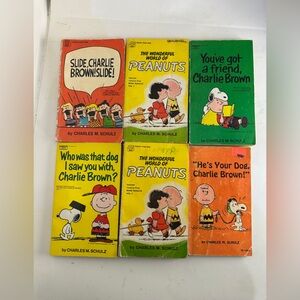 SLIDE, CHARLIE
BROWN! SLIDE!
by CHARLES M. SCHULZ
THE WONDERFUL
WORLD OF
PEANUTS
by CHARLES M. SCHULZ
You've got
a friend,
Charlie Brown
by CHARLES M. SCHULZ
Who was that dog
I saw you with,
Charlie Brown?
by CHARLES M. SCHULZ
THE WONDERFUL
WORLD OF
PEANUTS
by CHARLES M. SCHULZ
"He's Your Dog,
Charlie Brown!"
BY CHARLES M. SCHULZ